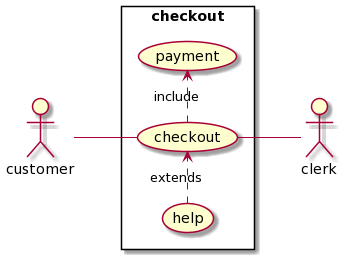 checkout
payment
include
customer
checkout
clerk
extends
help